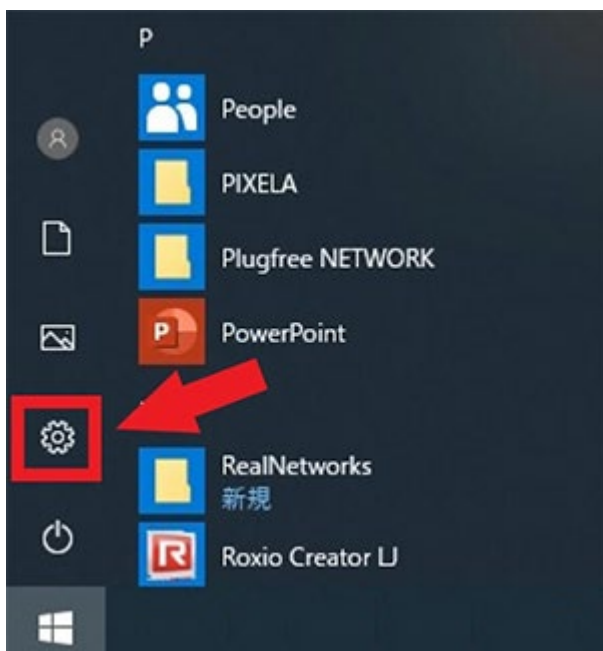 P
People
PIXELA
Plugfree NETWORK
P
PowerPoint
RealNetworks
新規
R
Roxio Creator LJ